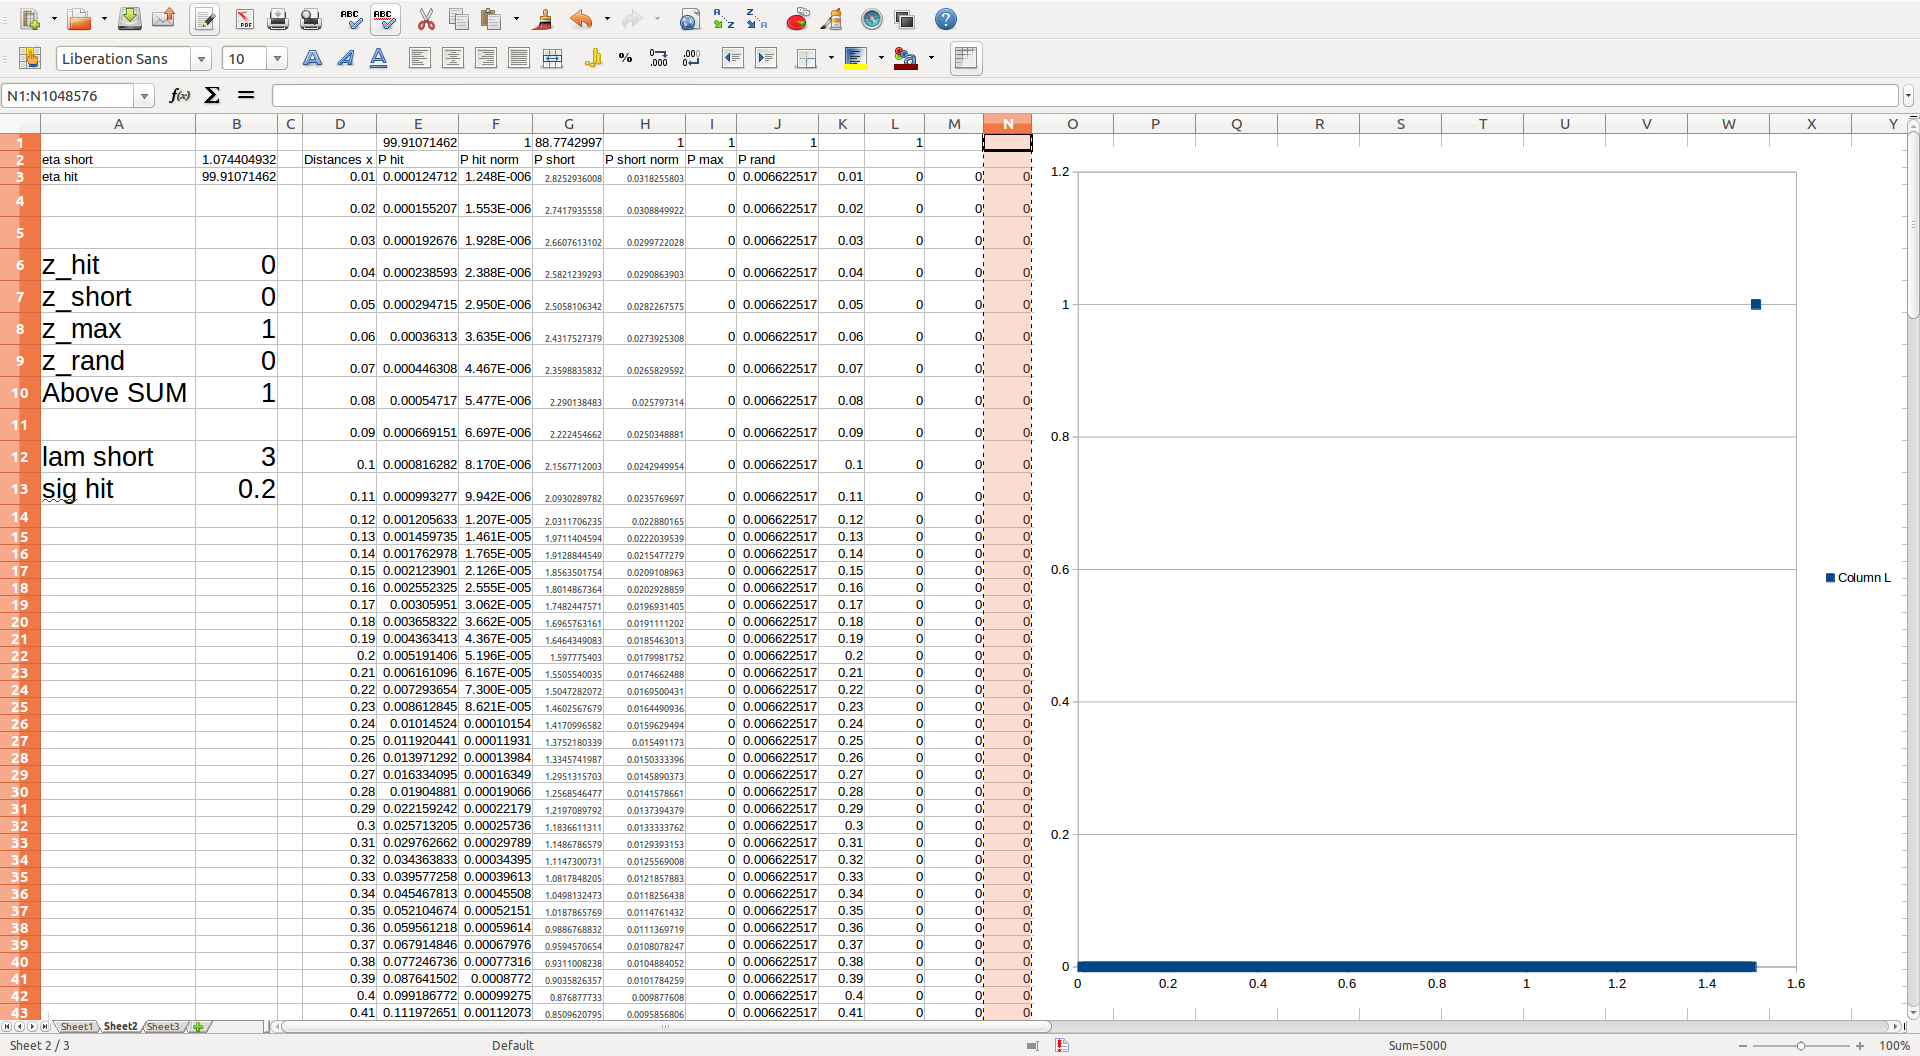 Liberation Sans 10
N1:N1048576
A B C D E F G H I J K L M N O P Q R S T U V W X Y
1 99.91071462 1 88.7742997 1 1 1 1
2 eta short 1.074404932 Distances x P hit P hit norm P short P short norm P max P rand
3 eta hit 99.91071462 0.01 0.000124712 1.248E-006 2.8252936008 0.0318255803 0 0.006622517 0.01 0 0 0
4 0.02 0.000155207 1.553E-006 2.7417935558 0.0308849922 0 0.006622517 0.02 0 0 0
5 0.03 0.000192676 1.928E-006 2.6607613102 0.0299722028 0 0.006622517 0.03 0 0 0
6 z_hit 0 0.04 0.000238593 2.388E-006 2.5821239293 0.0290863903 0 0.006622517 0.04 0 0 0
7 z_short 0 0.05 0.000294715 2.950E-006 2.5058106342 0.0282267575 0 0.006622517 0.05 0 0 0
8 z_max 1 0.06 0.00036313 3.635E-006 2.4317527379 0.0273925308 0 0.006622517 0.06 0 0 0
9 z_rand 0 0.07 0.000446308 4.467E-006 2.3598835832 0.0265829592 0 0.006622517 0.07 0 0 0
10 Above SUM 1 0.08 0.00054717 5.477E-006 2.290138483 0.025797314 0 0.006622517 0.08 0 0 0
11 0.09 0.000669151 6.697E-006 2.222454662 0.0250348881 0 0.006622517 0.09 0 0 0
12 lam short 3 0.1 0.000816282 8.170E-006 2.1567712003 0.0242949954 0 0.006622517 0.1 0 0 0
13 sig hit 0.2 0.11 0.000993277 9.942E-006 2.0930289782 0.0235769697 0 0.006622517 0.11 0 0 0
14 0.12 0.001205633 1.207E-005 2.0311706235 0.022880165 0 0.006622517 0.12 0 0 0
15 0.13 0.001459735 1.461E-005 1.9711404594 0.0222039539 0 0.006622517 0.13 0 0 0
16 0.14 0.001762978 1.765E-005 1.9128844549 0.0215477279 0 0.006622517 0.14 0 0 0
17 0.15 0.002123901 2.126E-005 1.8563501754 0.0209108963 0 0.006622517 0.15 0 0 0
18 0.16 0.002552325 2.555E-005 1.8014867364 0.0202928859 0 0.006622517 0.16 0 0 0
19 0.17 0.00305951 3.062E-005 1.7482447571 0.0196931405 0 0.006622517 0.17 0 0 0
20 0.18 0.003658322 3.662E-005 1.6965763161 0.0191111202 0 0.006622517 0.18 0 0 0
21 0.19 0.004363413 4.367E-005 1.6464349083 0.0185463013 0 0.006622517 0.19 0 0 0
22 0.2 0.005191406 5.196E-005 1.597775403 0.0179981752 0 0.006622517 0.2 0 0 0
23 0.21 0.006161096 6.167E-005 1.5505540035 0.0174662488 0 0.006622517 0.21 0 0 0
24 0.22 0.007293654 7.300E-005 1.5047282072 0.0169500431 0 0.006622517 0.22 0 0 0
25 0.23 0.008612845 8.621E-005 1.4602567679 0.0164490936 0 0.006622517 0.23 0 0 0
26 0.24 0.01014524 0.00010154 1.4170996582 0.0159629494 0 0.006622517 0.24 0 0 0
27 0.25 0.011920441 0.00011931 1.3752180339 0.015491173 0 0.006622517 0.25 0 0 0
28 0.26 0.013971292 0.00013984 1.3345741987 0.0150333396 0 0.006622517 0.26 0 0 0
29 0.27 0.016334095 0.00016349 1.2951315703 0.0145890373 0 0.006622517 0.27 0 0 0
30 0.28 0.01904881 0.00019066 1.2568546477 0.0141578661 0 0.006622517 0.28 0 0 0
31 0.29 0.022159242 0.00022179 1.2197089792 0.0137394379 0 0.006622517 0.29 0 0 0
32 0.3 0.025713205 0.00025736 1.1836611311 0.0133333762 0 0.006622517 0.3 0 0 0
33 0.31 0.029762662 0.00029789 1.1486786579 0.0129393153 0 0.006622517 0.31 0 0 0
34 0.32 0.034363833 0.00034395 1.1147300731 0.0125569008 0 0.006622517 0.32 0 0 0
35 0.33 0.039577258 0.00039613 1.0817848205 0.0121857883 0 0.006622517 0.33 0 0 0
36 0.34 0.045467813 0.00045508 1.0498132473 0.0118256438 0 0.006622517 0.34 0 0 0
37 0.35 0.052104674 0.00052151 1.0187865769 0.0114761432 0 0.006622517 0.35 0 0 0
38 0.36 0.059561218 0.00059614 0.9886768832 0.0111369719 0 0.006622517 0.36 0 0 0
39 0.37 0.067914846 0.00067976 0.9594570654 0.0108078247 0 0.006622517 0.37 0 0 0
40 0.38 0.077246736 0.00077316 0.9311008238 0.0104884052 0 0.006622517 0.38 0 0 0
41 0.39 0.087641502 0.0008772 0.9035826357 0.0101784259 0 0.006622517 0.39 0 0 0
42 0.4 0.099186772 0.00099275 0.876877733 0.009877608 0 0.006622517 0.4 0 0 0
43 0.41 0.111972651 0.00112073 0.8509620795 0.0095856806 0 0.006622517 0.41 0 0 0
1.2
1
0.8
0.6
Column L
0.4
0.2
0
0 0.2 0.4 0.6 0.8 1 1.2 1.4 1.6
Sheet1 Sheet2 Sheet3
Sheet 2 / 3 Default Sum=5000 100%